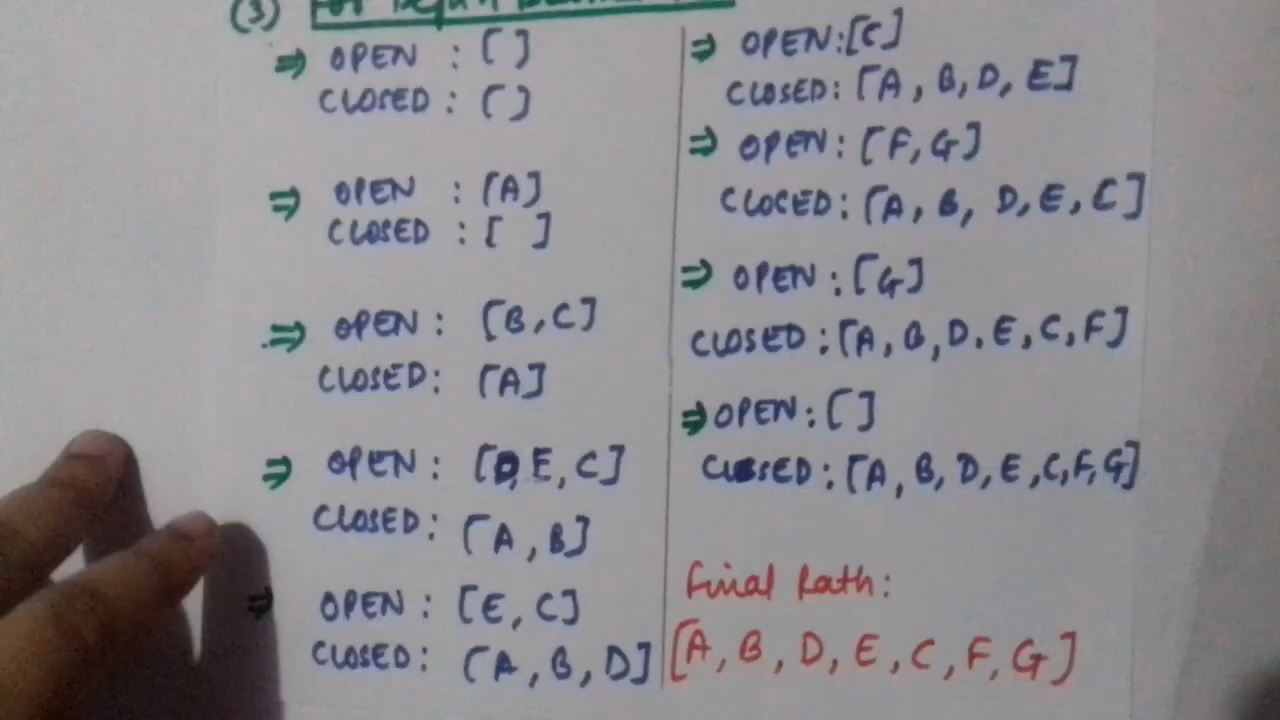 (3) For
⇒ OPEN : [ ]
CLOSED : [ ]
⇒ OPEN : [A]
CLOSED : [ ]
⇒ OPEN : [B, C]
CLOSED : [A]
⇒ OPEN : [D, E, C]
CLOSED : [A, B]
⇒ OPEN : [E, C]
CLOSED : [A, B, D]
⇒ OPEN : [C]
CLOSED : [A, B, D, E]
⇒ OPEN : [F, G]
CLOSED : [A, B, D, E, C]
⇒ OPEN : [G]
CLOSED : [A, B, D, E, C, F]
⇒ OPEN : [ ]
CLOSED : [A, B, D, E, C, F, G]
Final Path :
[A, B, D, E, C, F, G]